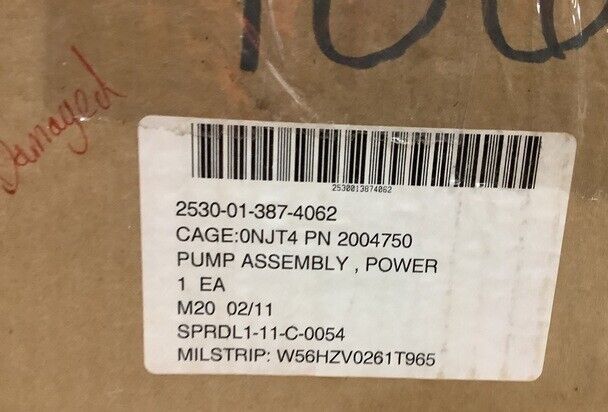 Damaged
2530013874062
2530-01-387-4062
CAGE:0NJT4 PN 2004750
PUMP ASSEMBLY , POWER
1 EA
M20 02/11
SPRDL1-11-C-0054
MILSTRIP: W56HZV0261T965